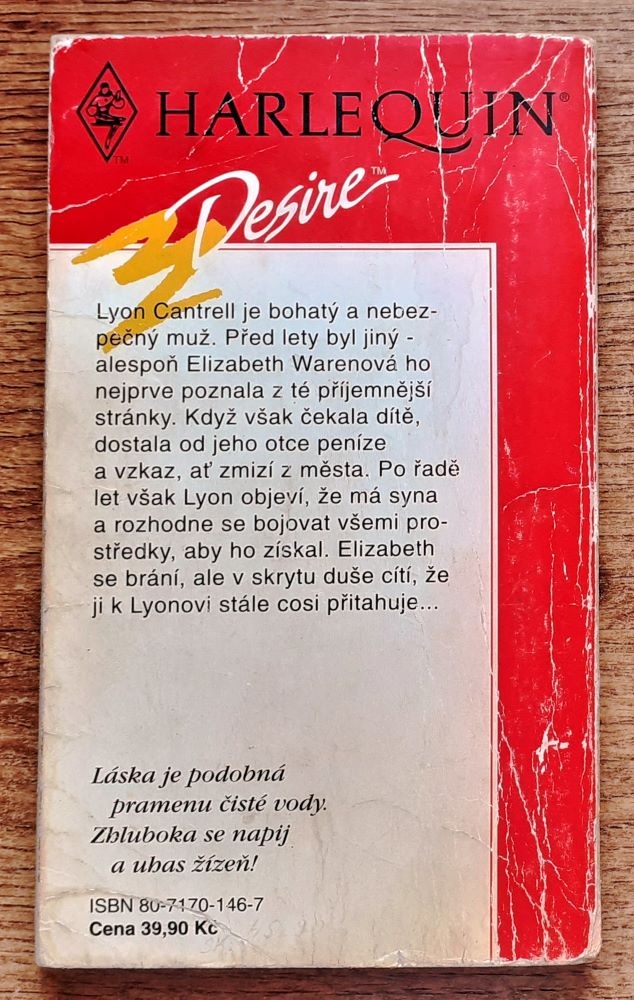 HARLEQUIN®
TM
Desire™
Lyon Cantrell je bohatý a nebez-
pečný muž. Před lety byl jiný -
alespoň Elizabeth Warenová ho
nejprve poznala z té příjemnější
stránky. Když však čekala dítě,
dostala od jeho otce peníze
a vzkaz, ať zmizí z města. Po řadě
let však Lyon objeví, že má syna
a rozhodne se bojovat všemi pro-
středky, aby ho získal. Elizabeth
se brání, ale v skrytu duše cítí, že
ji k Lyonovi stále cosi přitahuje...
Láska je podobná
pramenu čisté vody.
Zhluboka se napij
a uhas žízeň!
ISBN 80-7170-146-7
Cena 39,90 Kč